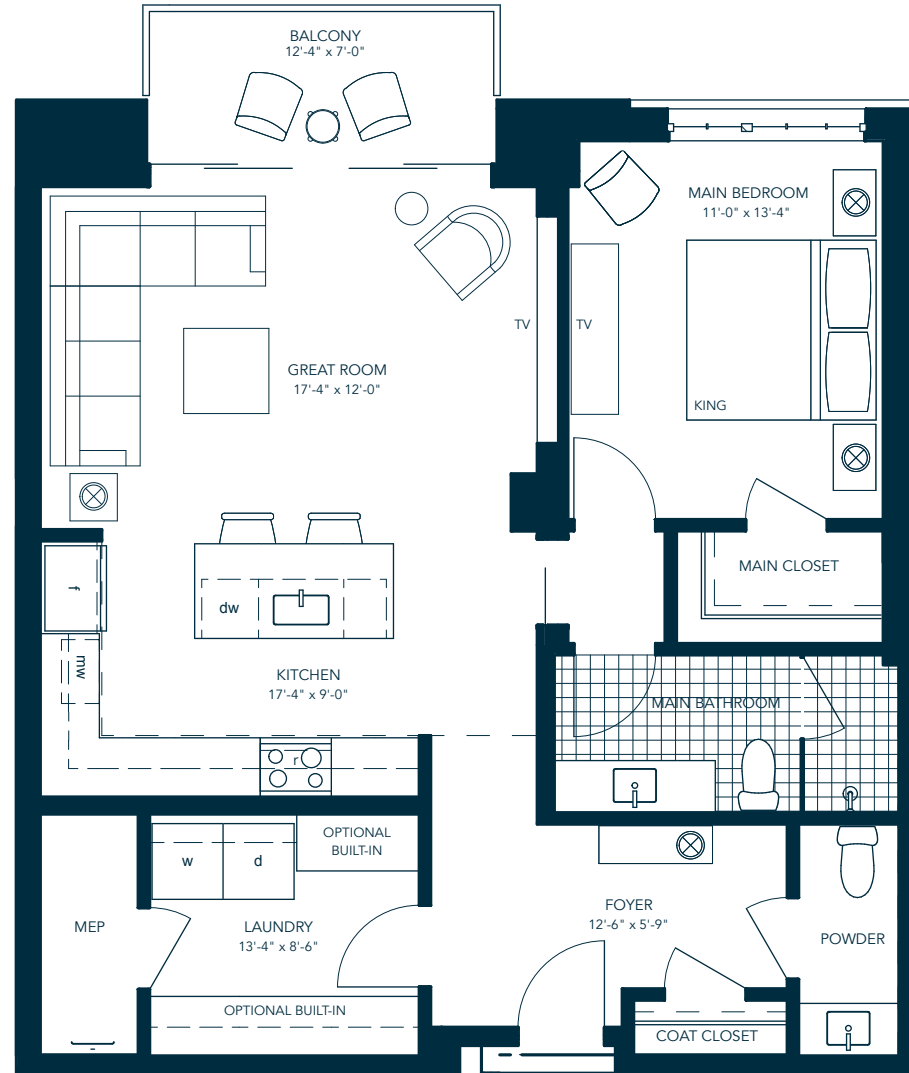 BALCONY
12'-4" x 7'-0"
MAIN BEDROOM
11'-0" x 13'-4"
TV
TV
GREAT ROOM
17'-4" x 12'-0"
KING
f
dw
MAIN CLOSET
mw
KITCHEN
17'-4" x 9'-0"
MAIN BATHROOM
r
OPTIONAL
BUILT-IN
w
d
MEP
LAUNDRY
13'-4" x 8'-6"
FOYER
12'-6" x 5'-9"
POWDER
OPTIONAL BUILT-IN
COAT CLOSET